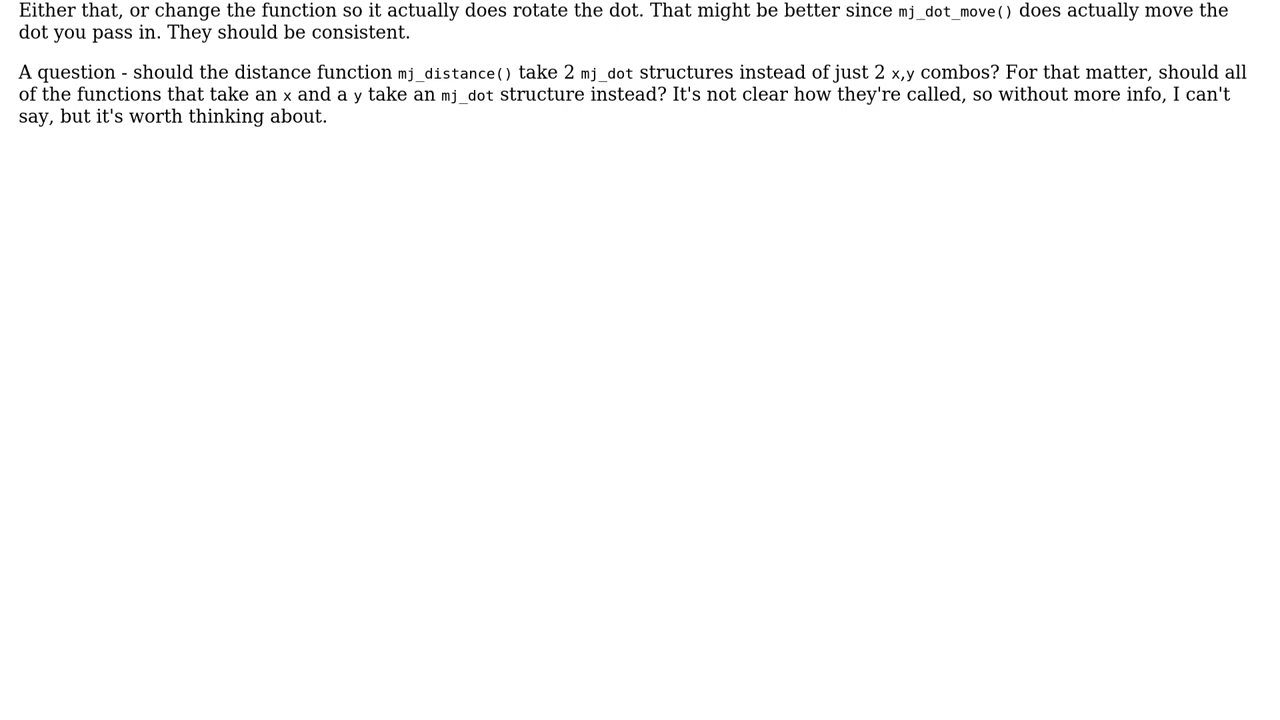 Either that, or change the function so it actually does rotate the dot. That might be better since mj_dot_move() does actually move the
dot you pass in. They should be consistent.
A question - should the distance function mj_distance() take 2 mj_dot structures instead of just 2 x,y combos? For that matter, should all
of the functions that take an x and a y take an mj_dot structure instead? It's not clear how they're called, so without more info, I can't
say, but it's worth thinking about.